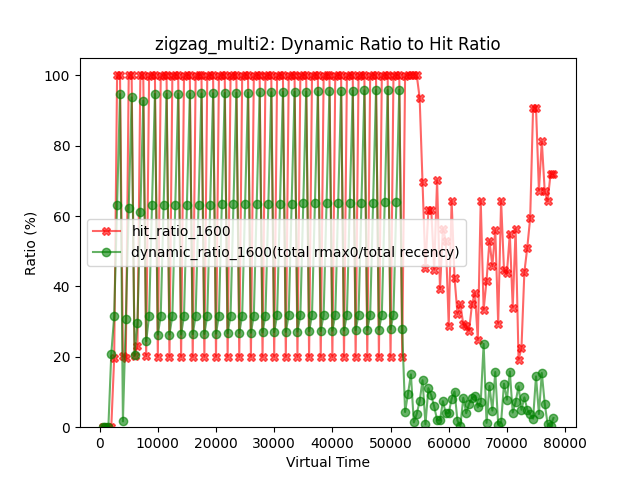 zigzag_multi2: Dynamic Ratio to Hit Ratio
100
80
60
40
20
0
Ratio (%)
hit_ratio_1600
dynamic_ratio_1600(total rmax0/total recency)
0 10000 20000 30000 40000 50000 60000 70000 80000
Virtual Time